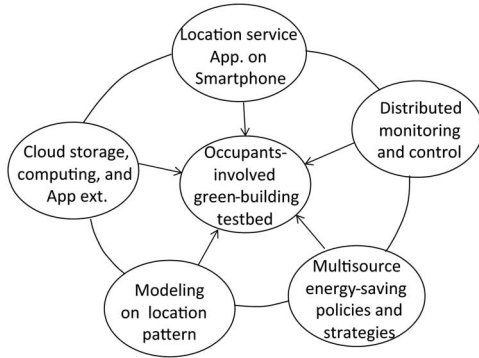 Location service
App. on
Smartphone
Distributed
monitoring
and control
Cloud storage,
computing, and
App ext.
Occupants-
involved
green-building
testbed
Multisource
energy-saving
policies and
strategies
Modeling
on location
pattern